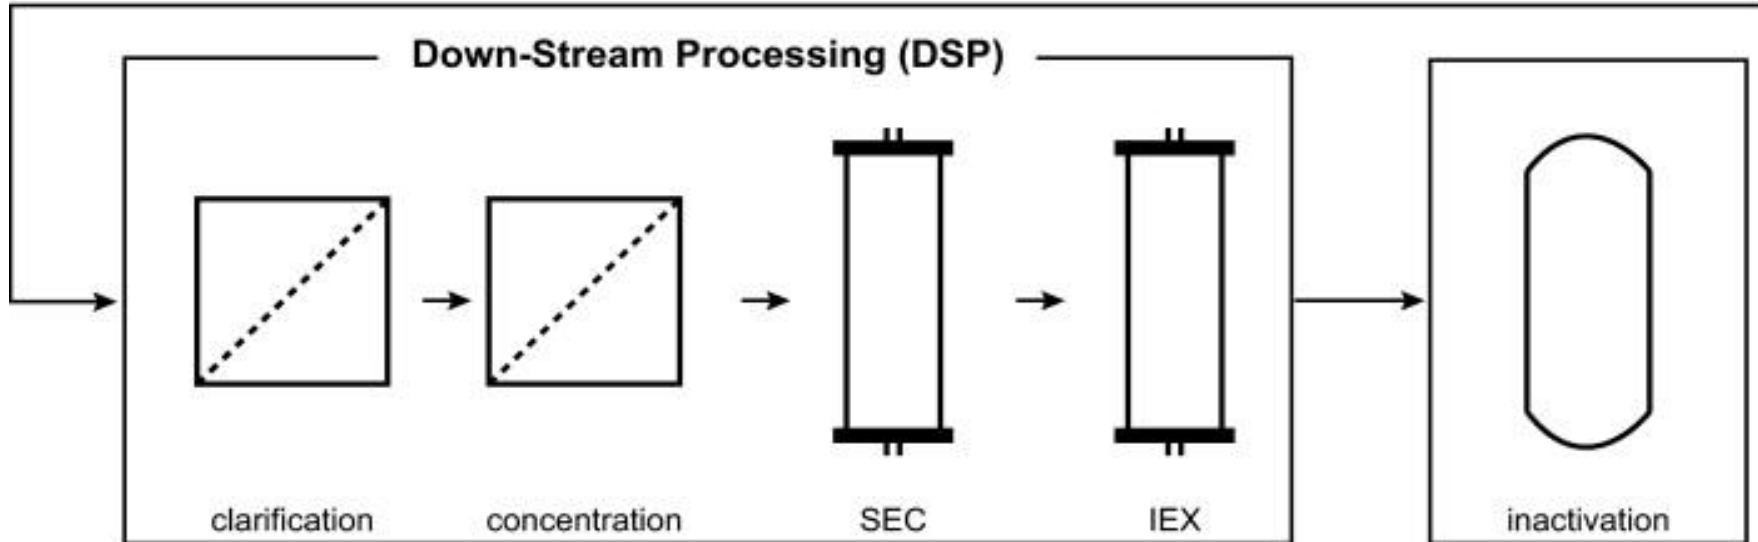 Down-Stream Processing (DSP)
clarification
concentration
SEC
IEX
inactivation